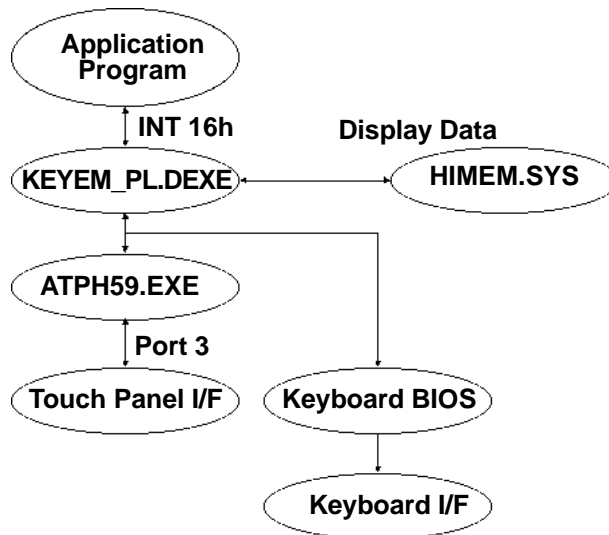 Application
Program
INT 16h
Display Data
KEYEM_PL.DEXE
HIMEM.SYS
ATPH59.EXE
Port 3
Touch Panel I/F
Keyboard BIOS
Keyboard I/F